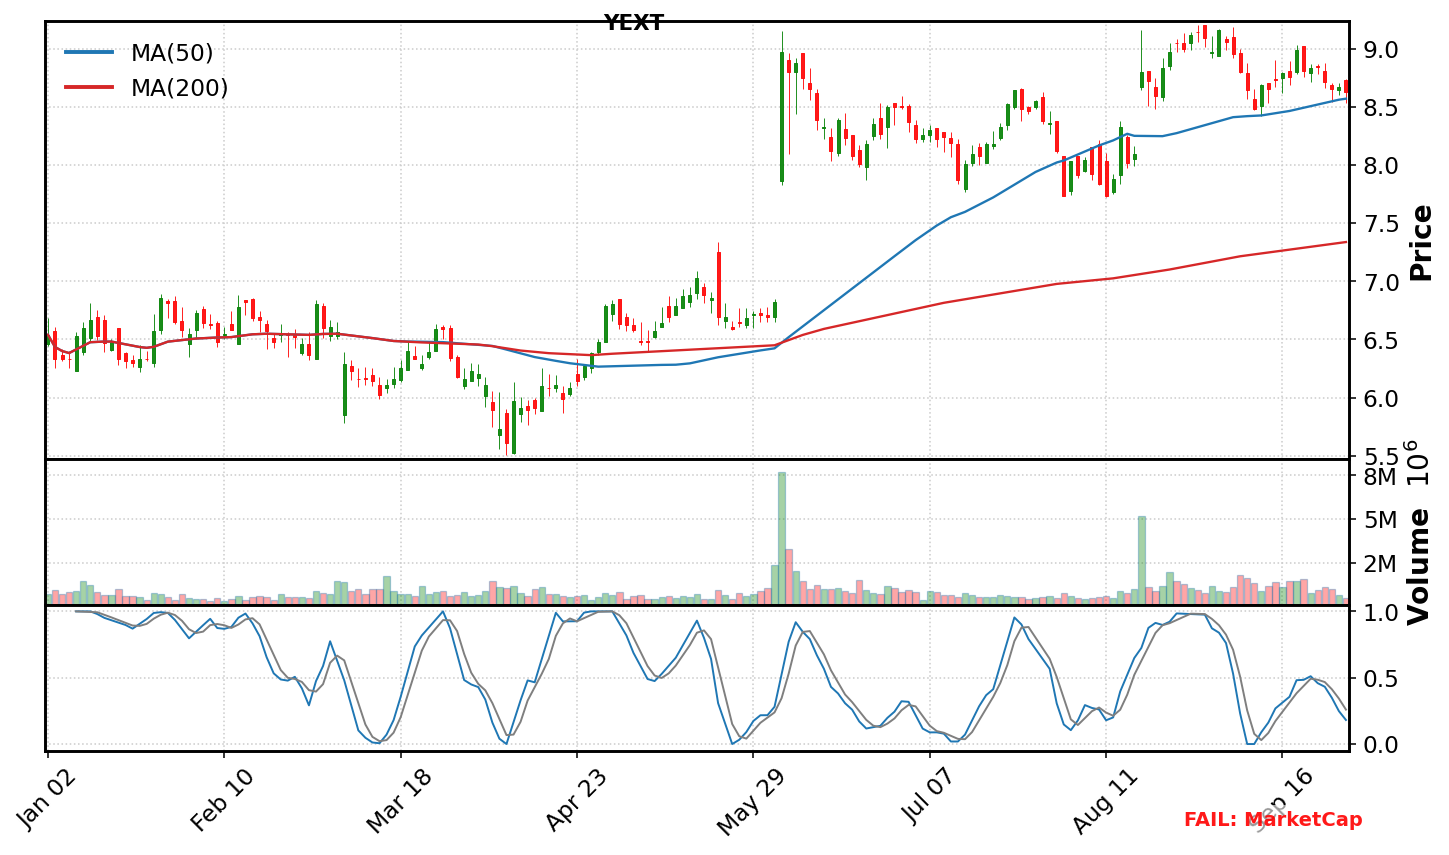 YEXT
MA(50)
MA(200)
9.0
8.5
8.0
7.5
7.0
6.5
6.0
5.5
Price
10^6
8M
5M
2M
Volume
1.0
0.5
0.0
Jan 02
Feb 10
Mar 18
Apr 23
May 29
Jul 07
Aug 11
Sep 16
FAIL: MarketCap